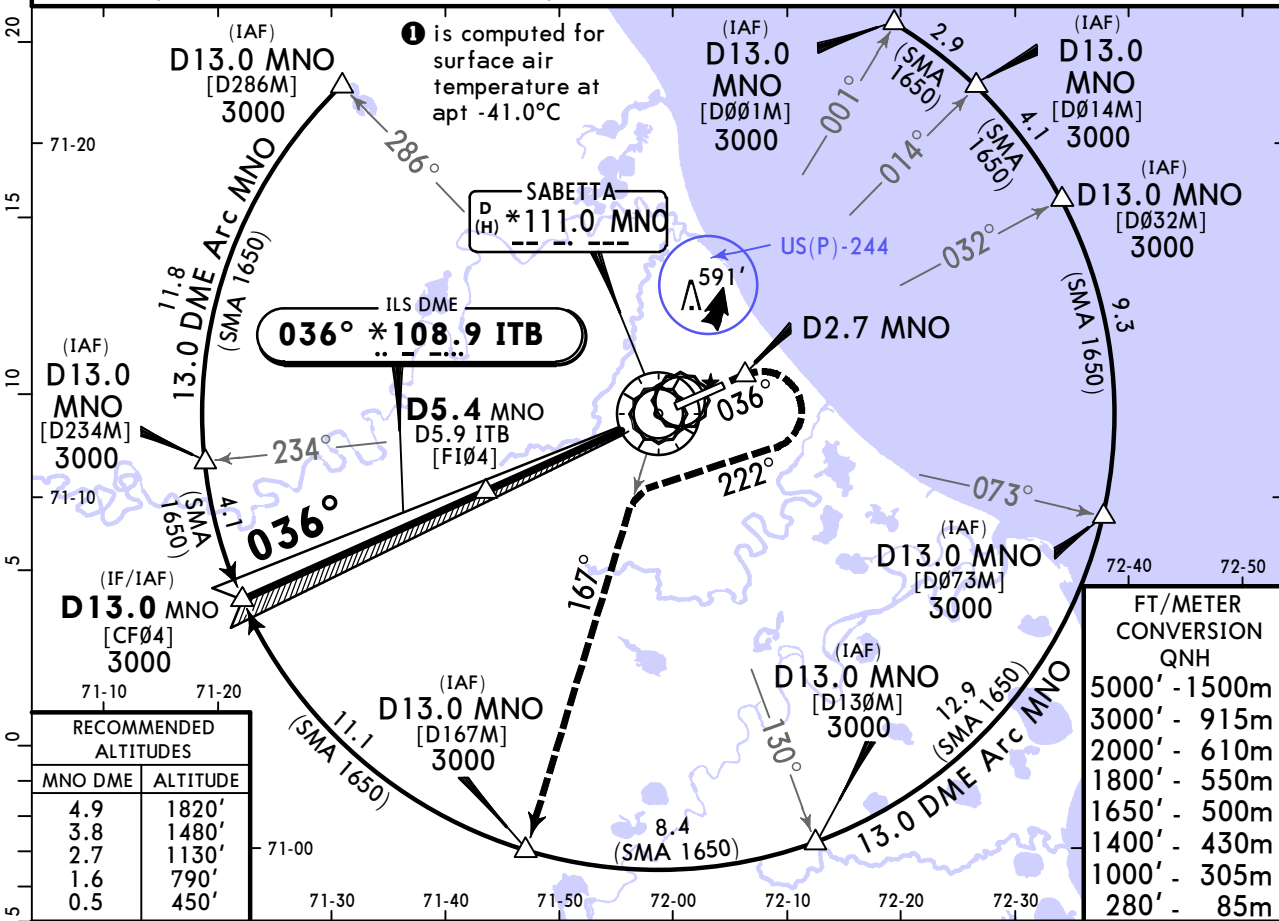 20
(IAF)
D13.0 MNO
[D286M]
3000
❶ is computed for
surface air
temperature at
apt -41.0°C
(IAF)
D13.0
MNO
[DØØ1M]
3000
2.9
(SMA
1650)
(IAF)
D13.0
MNO
[DØ14M]
3000
001°
014°
4.1
(SMA
1650)
71-20
286°
(IAF)
D13.0 MNO
[DØ32M]
3000
032°
15
SABETTA
D
(H)
*111.0 MNO
US(P)-244
591'
13.0 DME Arc MNO
11.8
(SMA 1650)
(SMA 1650)
9.3
ILS DME
036° *108.9 ITB
D2.7 MNO
10
(IAF)
D13.0
MNO
[D234M]
3000
234°
D5.4 MNO
D5.9 ITB
[FIØ4]
036°
222°
71-10
073°
4.1
(SMA
1650)
036°
(IAF)
D13.0 MNO
[DØ73M]
3000
5
(IF/IAF)
D13.0 MNO
[CFØ4]
3000
167°
72-40
72-50
71-10
71-20
(IAF)
D13.0 MNO
[D167M]
3000
11.1
(SMA 1650)
(IAF)
D13.0 MNO
[D13ØM]
3000
130°
12.9
(SMA 1650)
13.0 DME Arc MNO
8.4
(SMA 1650)
0
RECOMMENDED
ALTITUDES
MNO DME ALTITUDE
4.9 1820'
3.8 1480'
2.7 1130'
1.6 790'
0.5 450'
71-00
FT/METER
CONVERSION
QNH
5000' - 1500m
3000' - 915m
2000' - 610m
1800' - 550m
1650' - 500m
1400' - 430m
1000' - 305m
280' - 85m
5
71-30
71-40
71-50
72-00
72-10
72-20
72-30